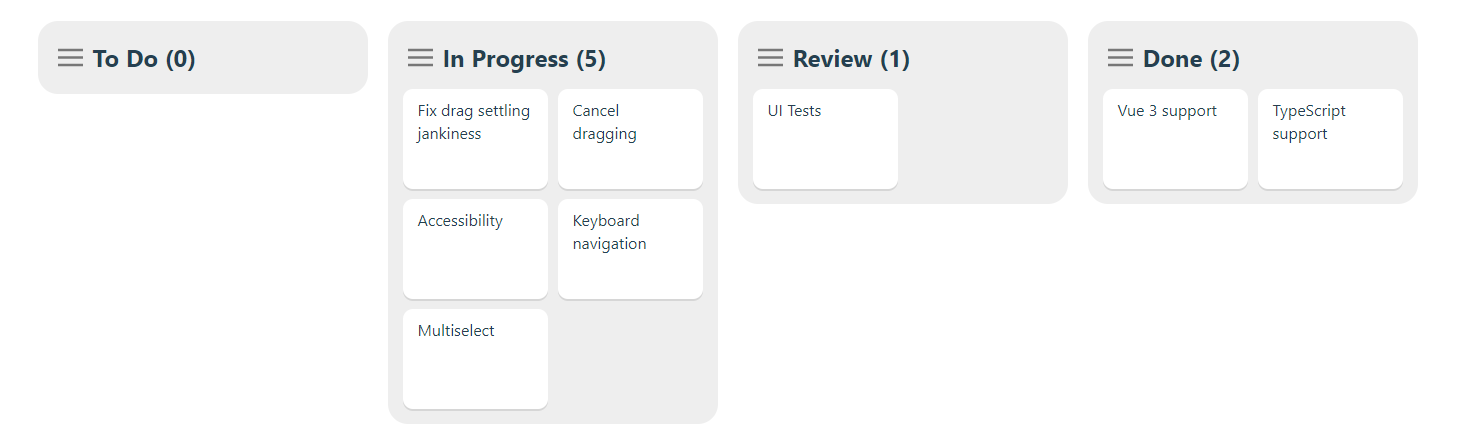 To Do (0)
In Progress (5)
Fix drag settling
jankiness
Cancel
dragging
Accessibility
Keyboard
navigation
Multiselect
Review (1)
UI Tests
Done (2)
Vue 3 support
TypeScript
support